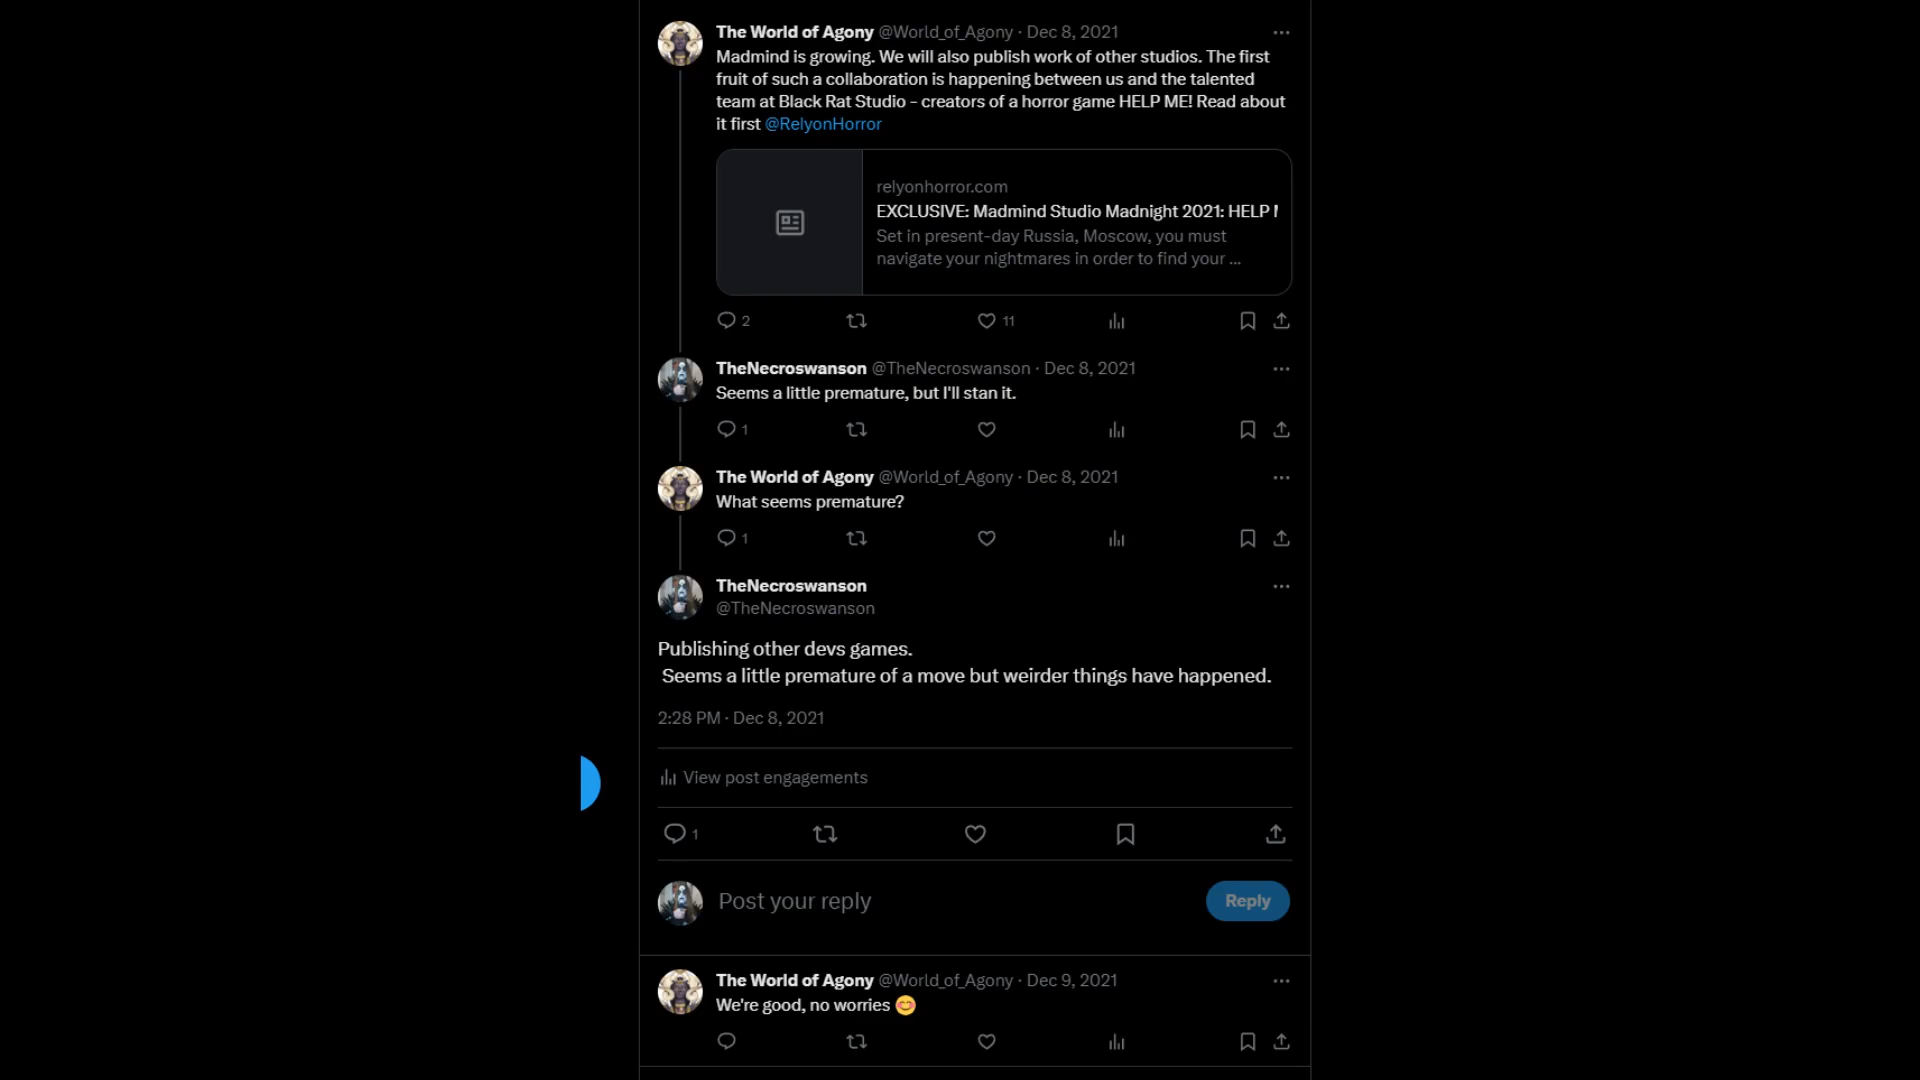 The World of Agony @World_of_Agony · Dec 8, 2021
Madmind is growing. We will also publish work of other studios. The first
fruit of such a collaboration is happening between us and the talented
team at Black Rat Studio - creators of a horror game HELP ME! Read about
it first @RelyonHorror
relyonhorror.com
EXCLUSIVE: Madmind Studio Madnight 2021: HELP
Set in present-day Russia, Moscow, you must
navigate your nightmares in order to find your ...
2 11
TheNecroswanson @TheNecroswanson · Dec 8, 2021
Seems a little premature, but I'll stan it.
1
The World of Agony @World_of_Agony · Dec 8, 2021
What seems premature?
1
TheNecroswanson
@TheNecroswanson
Publishing other devs games.
Seems a little premature of a move but weirder things have happened.
2:28 PM · Dec 8, 2021
View post engagements
1
Post your reply Reply
The World of Agony @World_of_Agony · Dec 9, 2021
We're good, no worries 😊